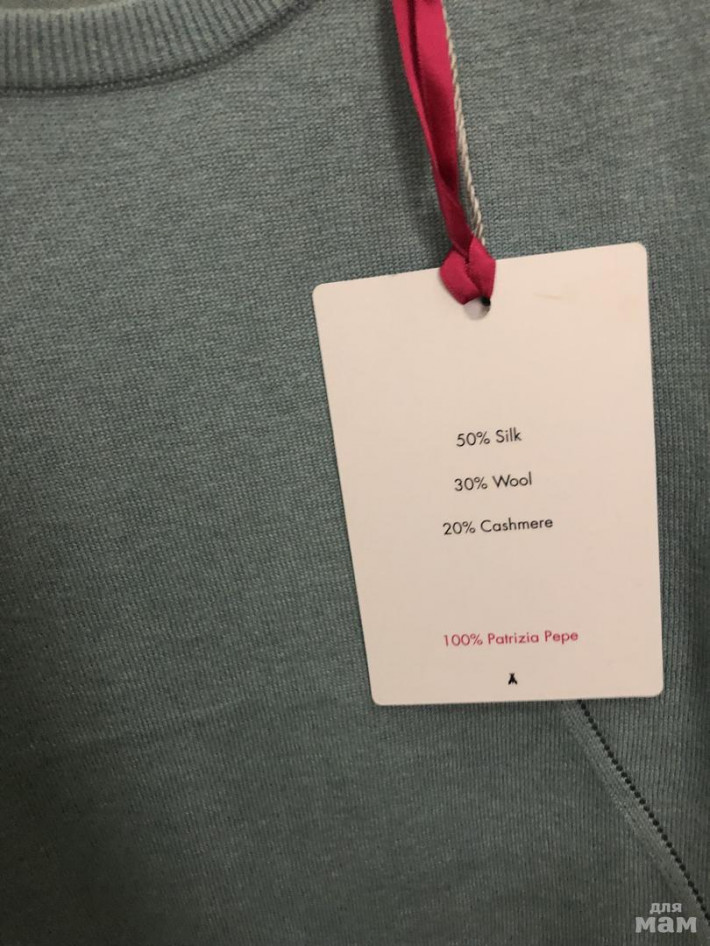 50% Silk
30% Wool
20% Cashmere
100% Patrizia Pepe
для
мам